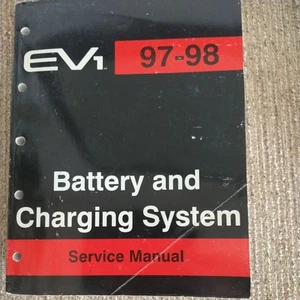 EV1 97-98
Battery and
Charging System
Service Manual